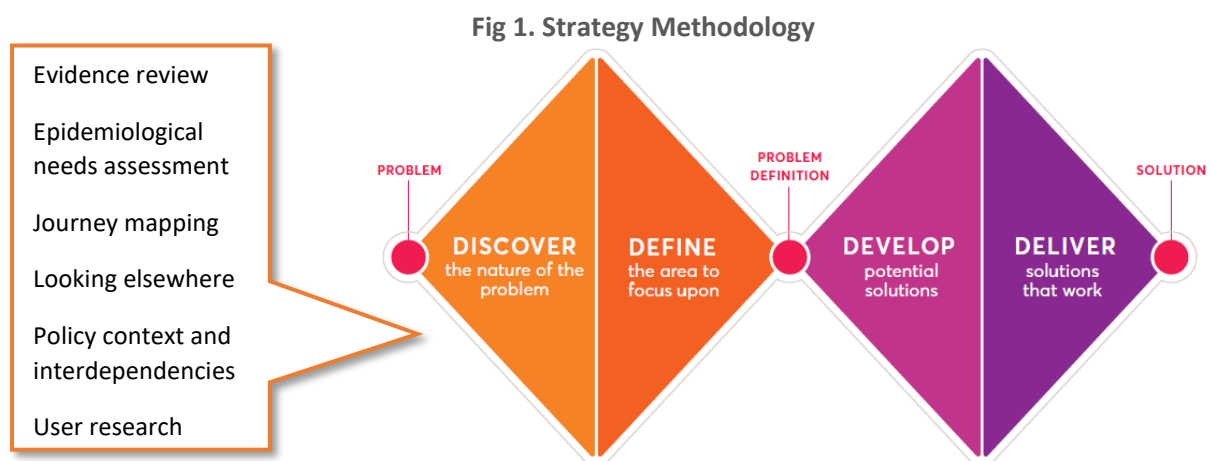 Fig 1. Strategy Methodology
Evidence review
Epidemiological
needs assessment
Journey mapping
Looking elsewhere
Policy context and
interdependencies
User research
PROBLEM
DISCOVER
the nature of the
problem
DEFINE
the area to
focus upon
PROBLEM
DEFINITION
DEVELOP
potential
solutions
DELIVER
solutions
that work
SOLUTION